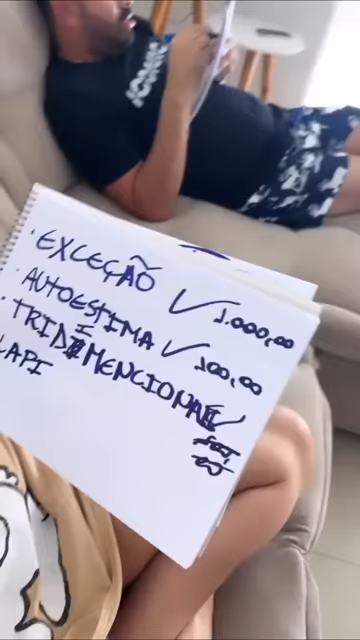 · EXCEÇÃO ✓ 1.000,00
· AUTOESTIMA ✓ 100,00
· TRIDIMENCIONAL ✓
LAPI